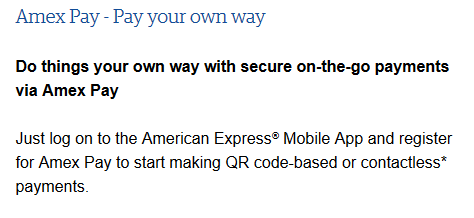 Amex Pay - Pay your own way
Do things your own way with secure on-the-go payments
via Amex Pay
Just log on to the American Express® Mobile App and register
for Amex Pay to start making QR code-based or contactless*
payments.